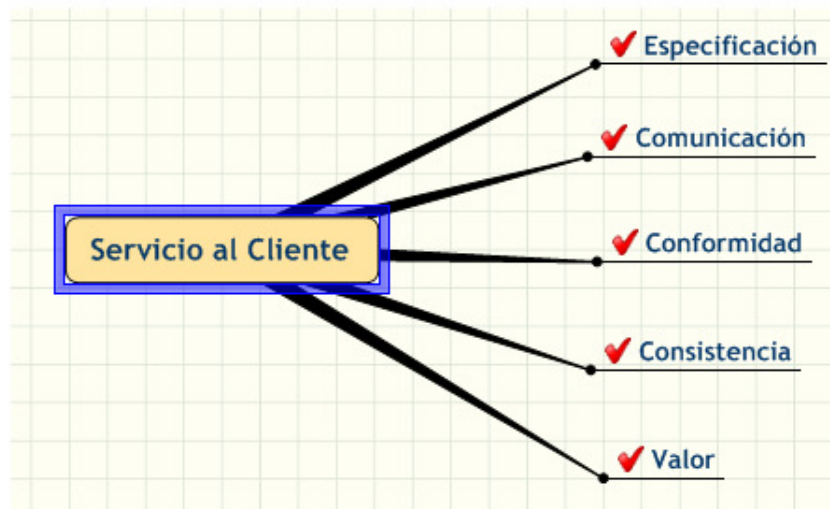 Especificación
Comunicación
Servicio al Cliente
Conformidad
Consistencia
Valor